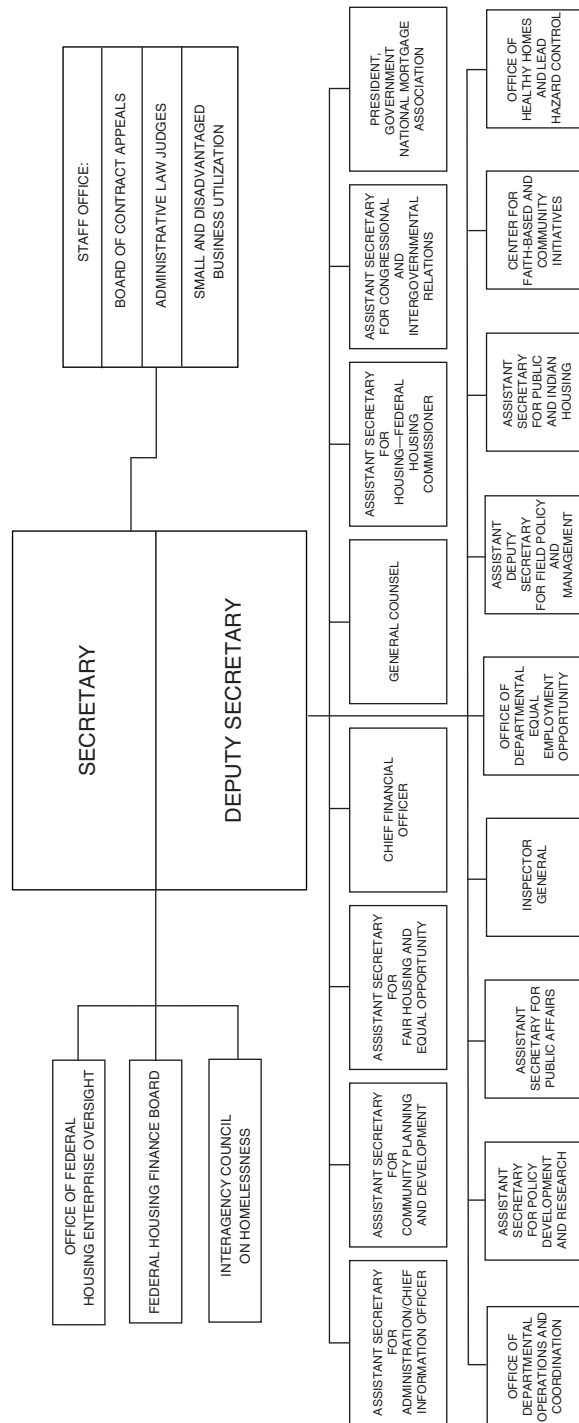 SECRETARY
DEPUTY SECRETARY
STAFF OFFICE:
BOARD OF CONTRACT APPEALS
ADMINISTRATIVE LAW JUDGES
SMALL AND DISADVANTAGED
BUSINESS UTILIZATION
OFFICE OF FEDERAL
HOUSING ENTERPRISE OVERSIGHT
FEDERAL HOUSING FINANCE BOARD
INTERAGENCY COUNCIL
ON HOMELESSNESS
ASSISTANT SECRETARY
FOR
ADMINISTRATION/CHIEF
INFORMATION OFFICER
ASSISTANT SECRETARY
FOR
COMMUNITY PLANNING
AND DEVELOPMENT
ASSISTANT SECRETARY
FOR
FAIR HOUSING AND
EQUAL OPPORTUNITY
CHIEF FINANCIAL
OFFICER
GENERAL COUNSEL
ASSISTANT SECRETARY
FOR
HOUSING—FEDERAL
HOUSING
COMMISSIONER
ASSISTANT SECRETARY
FOR CONGRESSIONAL
AND
INTERGOVERNMENTAL
RELATIONS
PRESIDENT,
GOVERNMENT
NATIONAL MORTGAGE
ASSOCIATION
OFFICE OF
DEPARTMENTAL
OPERATIONS AND
COORDINATION
ASSISTANT
SECRETARY
FOR POLICY
DEVELOPMENT
AND RESEARCH
ASSISTANT
SECRETARY FOR
PUBLIC AFFAIRS
INSPECTOR
GENERAL
OFFICE OF
DEPARTMENTAL
EQUAL
EMPLOYMENT
OPPORTUNITY
ASSISTANT
DEPUTY
SECRETARY
FOR FIELD POLICY
AND
MANAGEMENT
ASSISTANT
SECRETARY
FOR PUBLIC
AND INDIAN
HOUSING
CENTER FOR
FAITH-BASED AND
COMMUNITY
INITIATIVES
OFFICE OF
HEALTHY HOMES
AND LEAD
HAZARD CONTROL